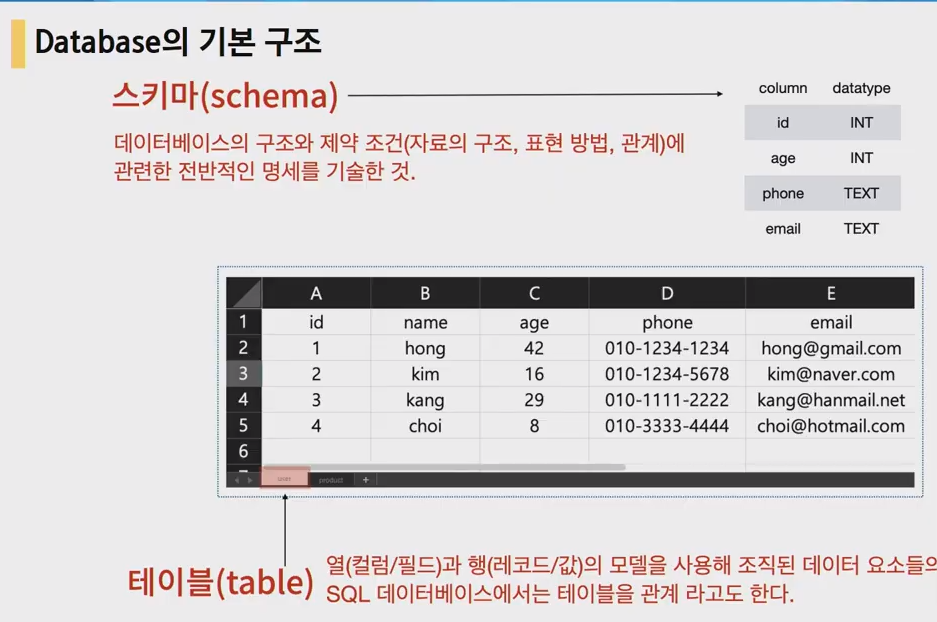 Database의 기본 구조
스키마(schema)
데이터베이스의 구조와 제약 조건(자료의 구조, 표현 방법, 관계)에
관련한 전반적인 명세를 기술한 것.
column datatype
id INT
age INT
phone TEXT
email TEXT
A B C D E
1 id name age phone email
2 1 hong 42 010-1234-1234 hong@gmail.com
3 2 kim 16 010-1234-5678 kim@naver.com
4 3 kang 29 010-1111-2222 kang@hanmail.net
5 4 choi 8 010-3333-4444 choi@hotmail.com
6
product +
테이블(table)
열(컬럼/필드)과 행(레코드/값)의 모델을 사용해 조직된 데이터 요소들의
SQL 데이터베이스에서는 테이블을 관계 라고도 한다.